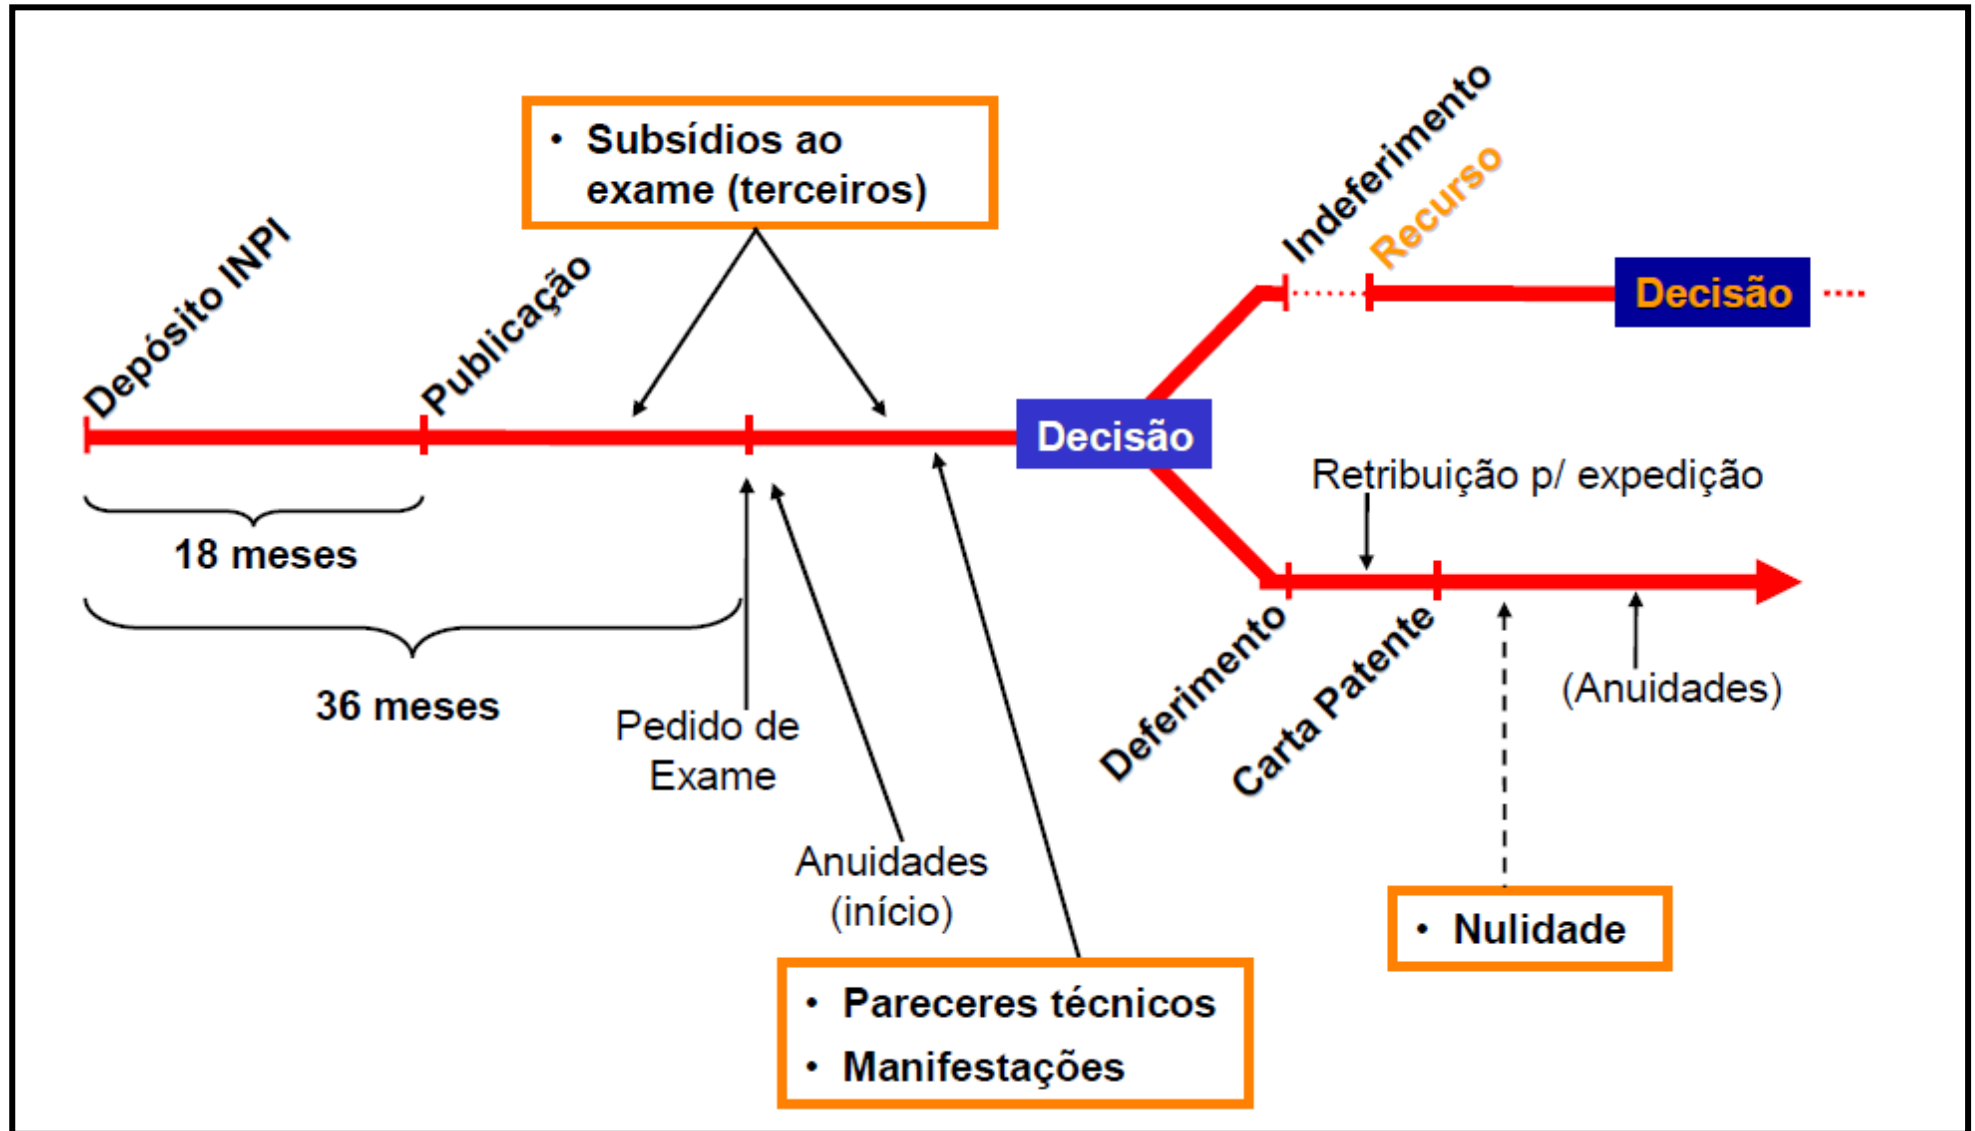 • Subsídios ao
exame (terceiros)
Depósito INPI
Publicação
Indeferimento
Recurso
Decisão
Decisão
Retribuição p/ expedição
18 meses
36 meses
Pedido de
Exame
Deferimento
Carta Patente
(Anuidades)
Anuidades
(início)
• Nulidade
• Pareceres técnicos
• Manifestações